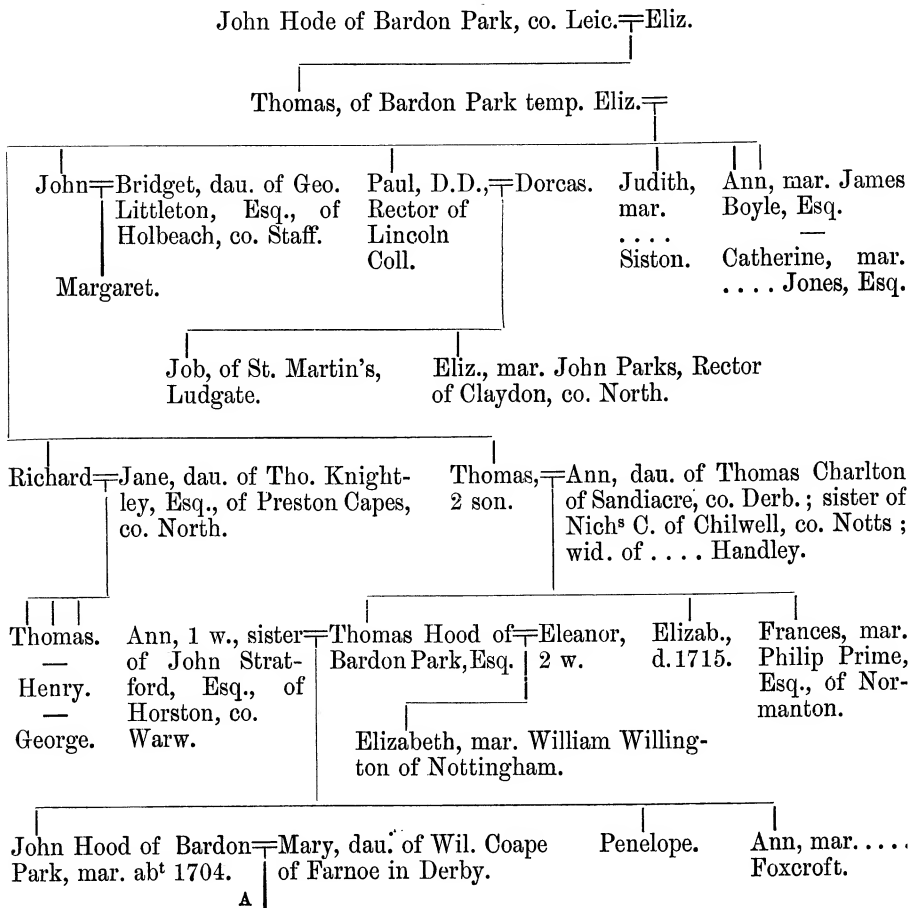 John Hode of Bardon Park, co. Leic.=Eliz.
Thomas, of Bardon Park temp. Eliz.=
John=Bridget, dau. of Geo.
Littleton, Esq., of
Holbeach, co. Staff.
Margaret.
Paul, D.D.,=Dorcas.
Rector of
Lincoln
Coll.
Judith,
mar.
. . . .
Siston.
Ann, mar. James
Boyle, Esq.
—
Catherine, mar.
. . . . Jones, Esq.
Job, of St. Martin's,
Ludgate.
Eliz., mar. John Parks, Rector
of Claydon, co. North.
Richard=Jane, dau. of Tho. Knight-
ley, Esq., of Preston Capes,
co. North.
Thomas,=Ann, dau. of Thomas Charlton
2 son. of Sandiacre, co. Derb.; sister of
Nichˢ C. of Chilwell, co. Notts;
wid. of . . . . Handley.
Thomas.
—
Henry.
—
George.
Ann, 1 w., sister=Thomas Hood of=Eleanor,
of John Strat- Bardon Park, Esq. 2 w.
ford, Esq., of
Horston, co.
Warw.
Elizab.,
d. 1715.
Frances, mar.
Philip Prime,
Esq., of Nor-
manton.
Elizabeth, mar. William Willing-
ton of Nottingham.
John Hood of Bardon=Mary, dau. of Wil. Coape
Park, mar. abᵗ 1704. of Farnoe in Derby.
A
Penelope.
Ann, mar. . . . .
Foxcroft.